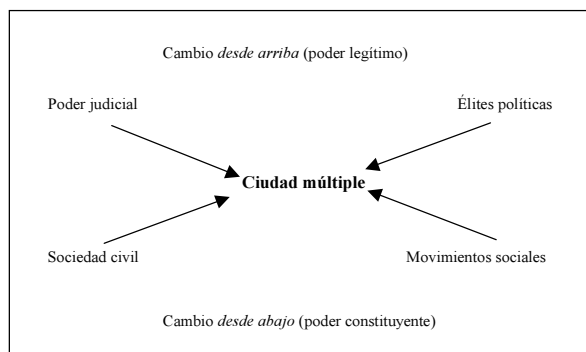 Cambio desde arriba (poder legítimo)
Poder judicial
Élites políticas
Ciudad múltiple
Sociedad civil
Movimientos sociales
Cambio desde abajo (poder constituyente)